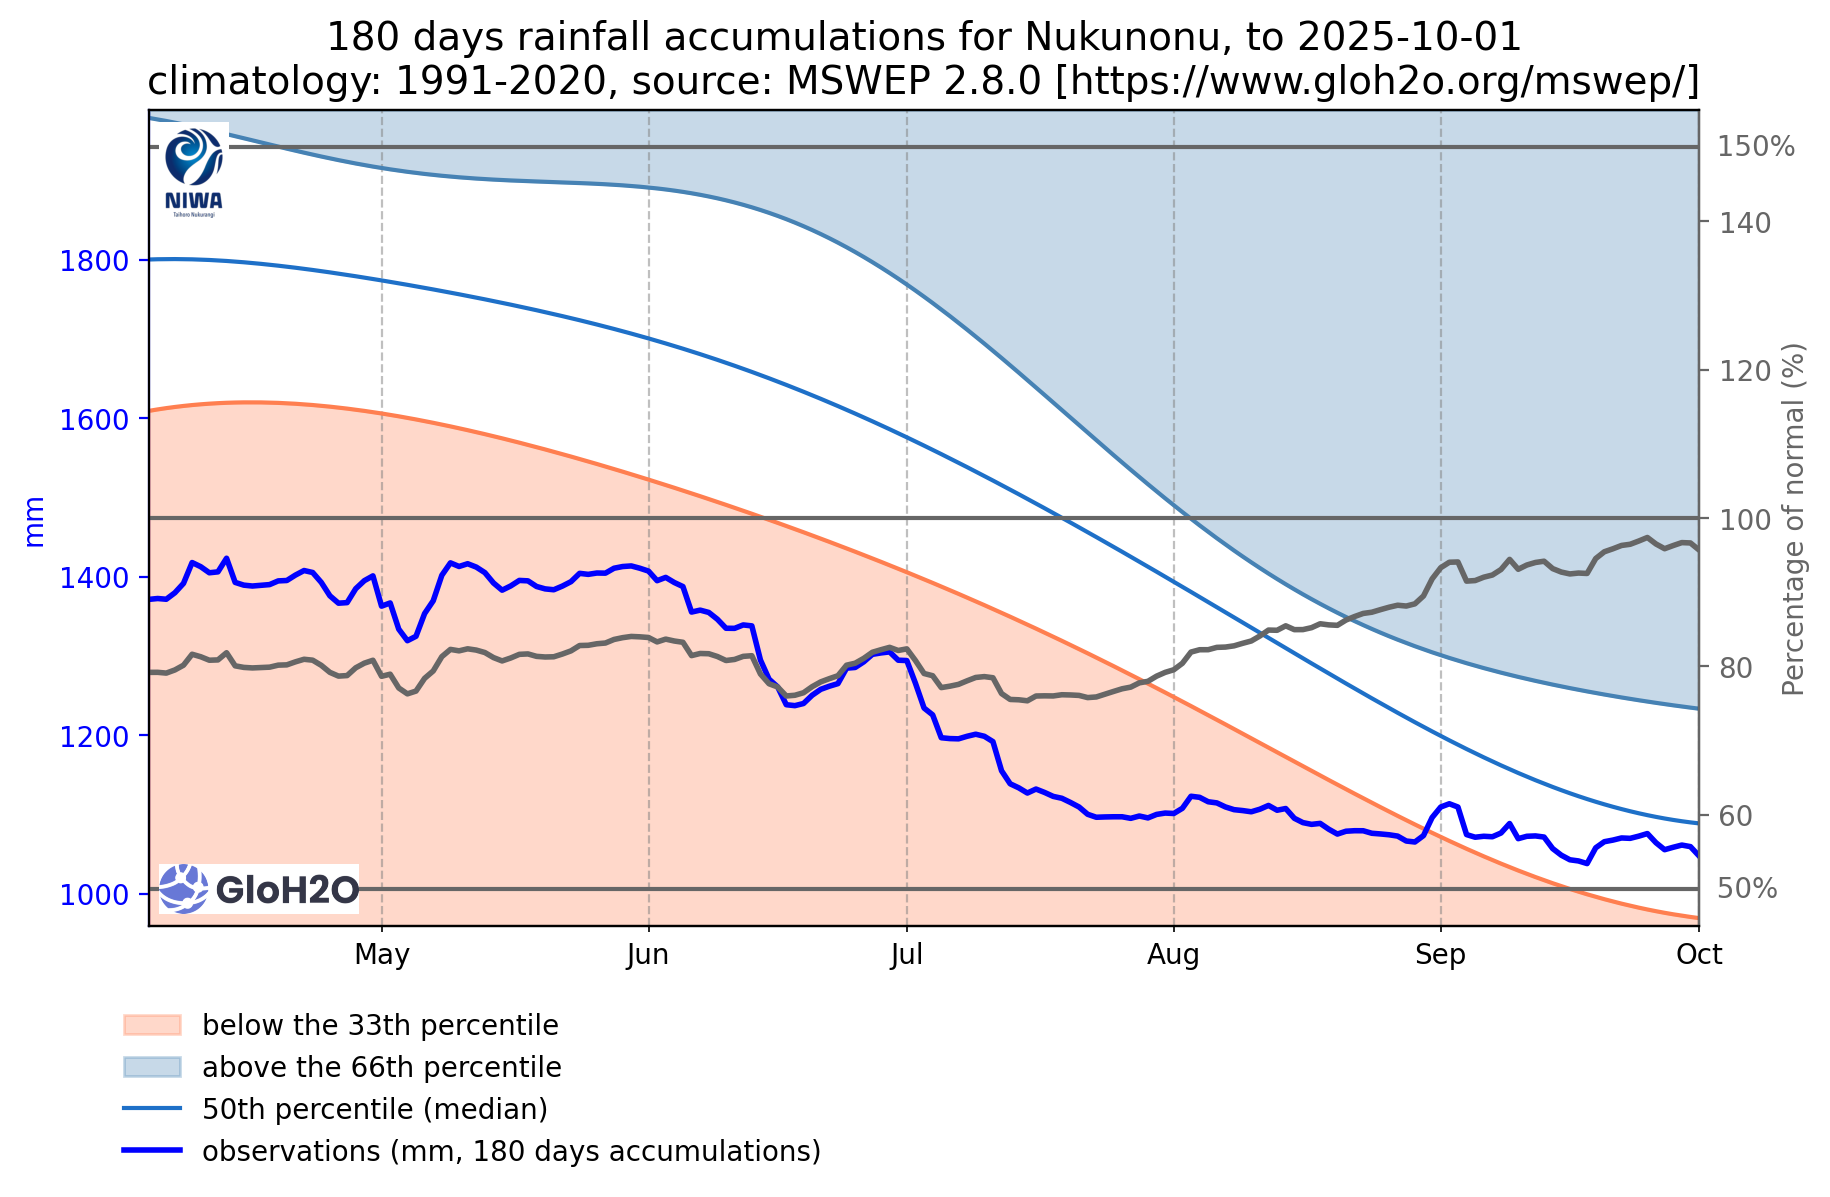 180 days rainfall accumulations for Nukunonu, to 2025-10-01
climatology: 1991-2020, source: MSWEP 2.8.0 [https://www.gloh2o.org/mswep/]
NIWA
Taihoro Nukurangi
GloH2O
mm
1800
1600
1400
1200
1000
150%
140
120
100
80
60
50%
Percentage of normal (%)
May Jun Jul Aug Sep Oct
below the 33th percentile
above the 66th percentile
50th percentile (median)
observations (mm, 180 days accumulations)